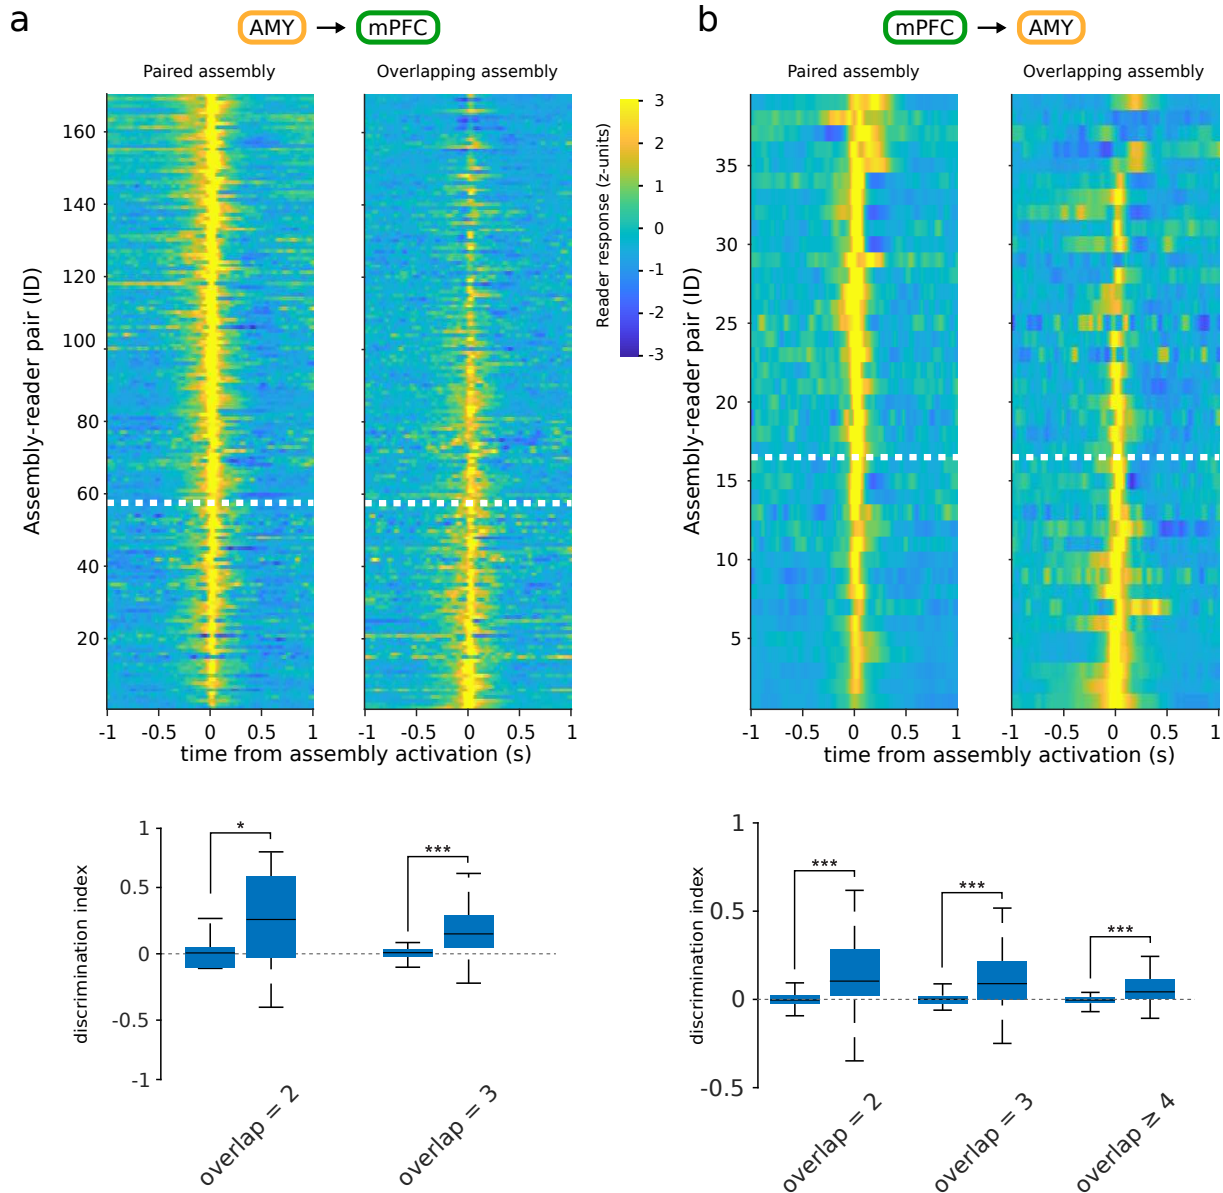 a
AMY → mPFC
Paired assembly
Overlapping assembly
Assembly-reader pair (ID)
160
140
120
100
80
60
40
20
-1 -0.5 0 0.5 1
-1 -0.5 0 0.5 1
time from assembly activation (s)
Reader response (z-units)
3
2
1
0
-1
-2
-3
b
mPFC → AMY
Paired assembly
Overlapping assembly
Assembly-reader pair (ID)
35
30
25
20
15
10
5
-1 -0.5 0 0.5 1
-1 -0.5 0 0.5 1
time from assembly activation (s)
discrimination index
1
0.5
0
-0.5
-1
*
***
overlap = 2
overlap = 3
discrimination index
1
0.5
0
-0.5
***
***
***
overlap = 2
overlap = 3
overlap ≥ 4